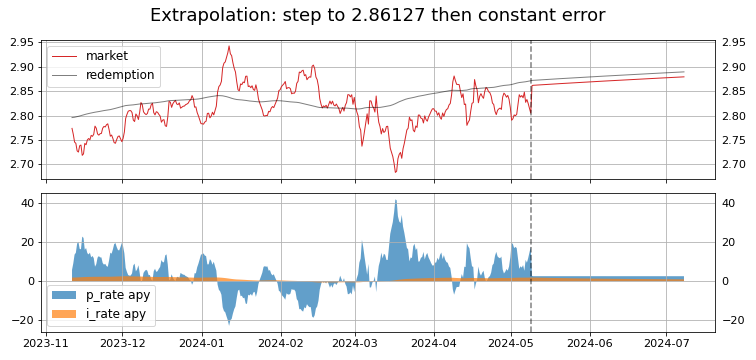 Extrapolation: step to 2.86127 then constant error
2.95 2.95
2.90 2.90
2.85 2.85
2.80 2.80
2.75 2.75
2.70 2.70
market
redemption
40 40
20 20
0 0
−20 −20
p_rate apy
i_rate apy
2023-11 2023-12 2024-01 2024-02 2024-03 2024-04 2024-05 2024-06 2024-07